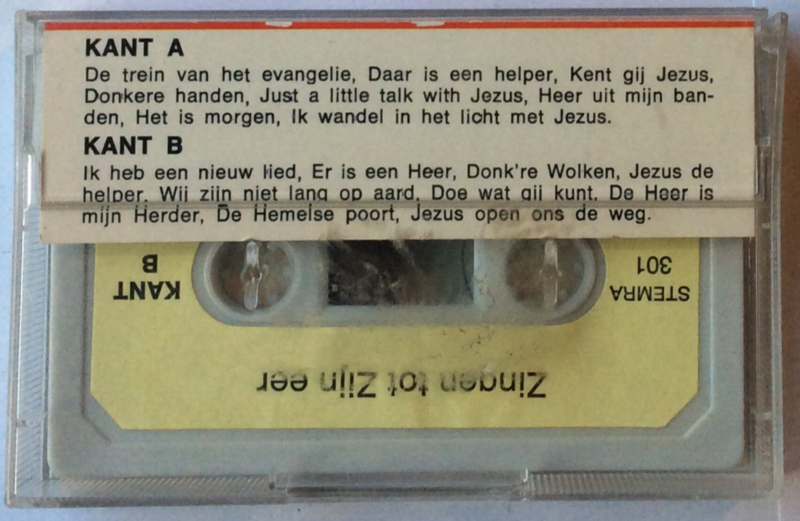 KANT A
De trein van het evangelie, Daar is een helper, Kent gij Jezus,
Donkere handen, Just a little talk with Jezus, Heer uit mijn ban-
den, Het is morgen, Ik wandel in het licht met Jezus.
KANT B
Ik heb een nieuw lied, Er is een Heer, Donk're Wolken, Jezus de
helper, Wij zijn niet lang op aard, Doe wat gij kunt, De Heer is
mijn Herder, De Hemelse poort, Jezus open ons de weg.
KANT
B
STEMRA
301
Zingen tot Zijn eer